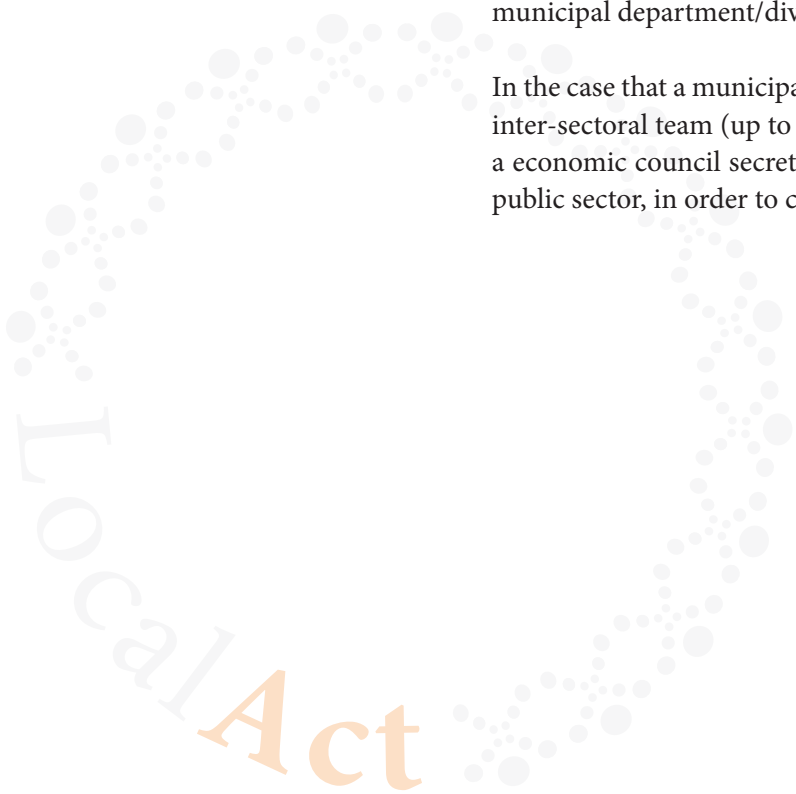 municipal department/div
In the case that a municipa
inter-sectoral team (up to
a economic council secret
public sector, in order to c
LocalAct